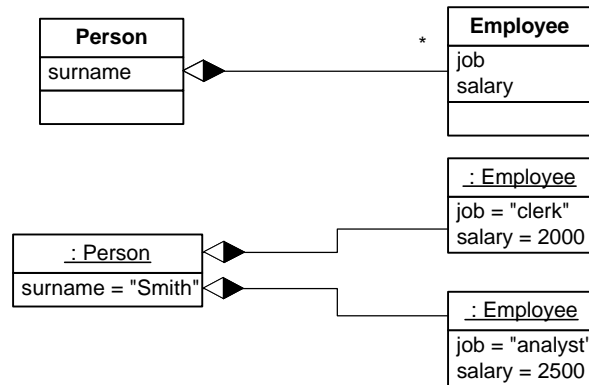 Person
surname
*
Employee
job
salary
: Employee
job = "clerk"
salary = 2000
: Person
surname = "Smith"
: Employee
job = "analyst"
salary = 2500